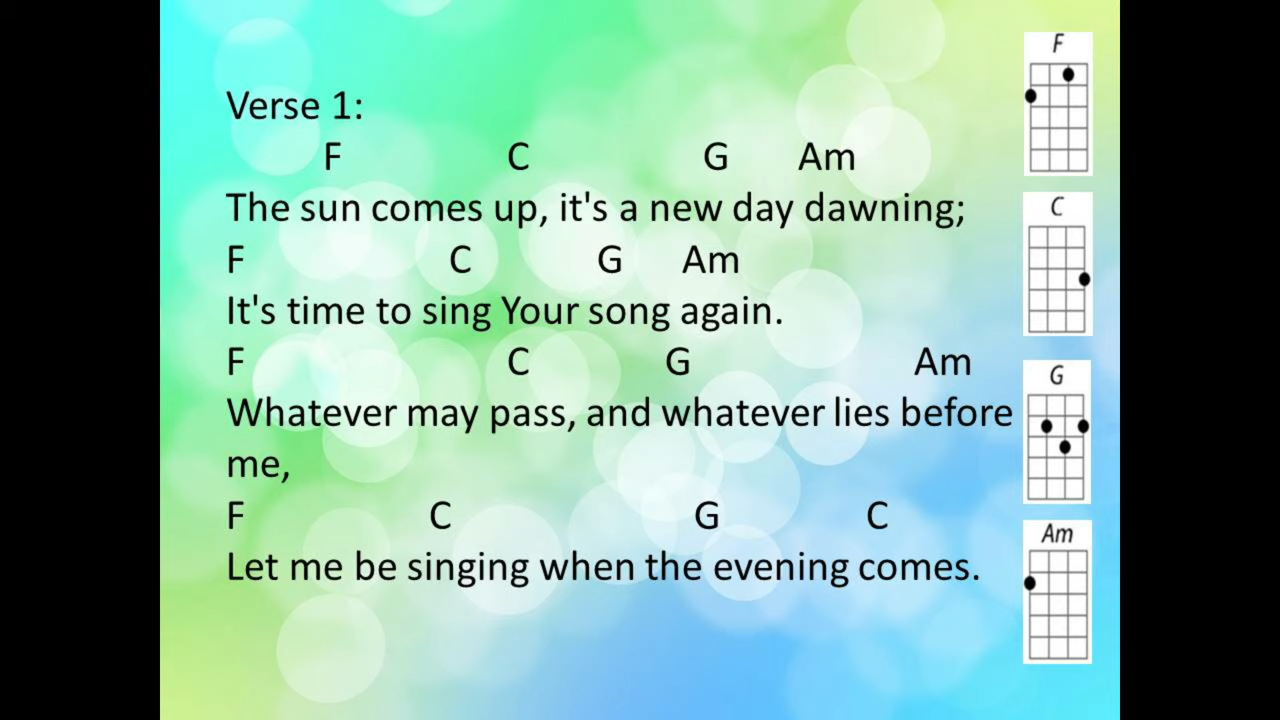 Verse 1:
F C G Am
The sun comes up, it's a new day dawning;
F C G Am
It's time to sing Your song again.
F C G Am
Whatever may pass, and whatever lies before
me,
F C G C
Let me be singing when the evening comes.
F
C
G
Am